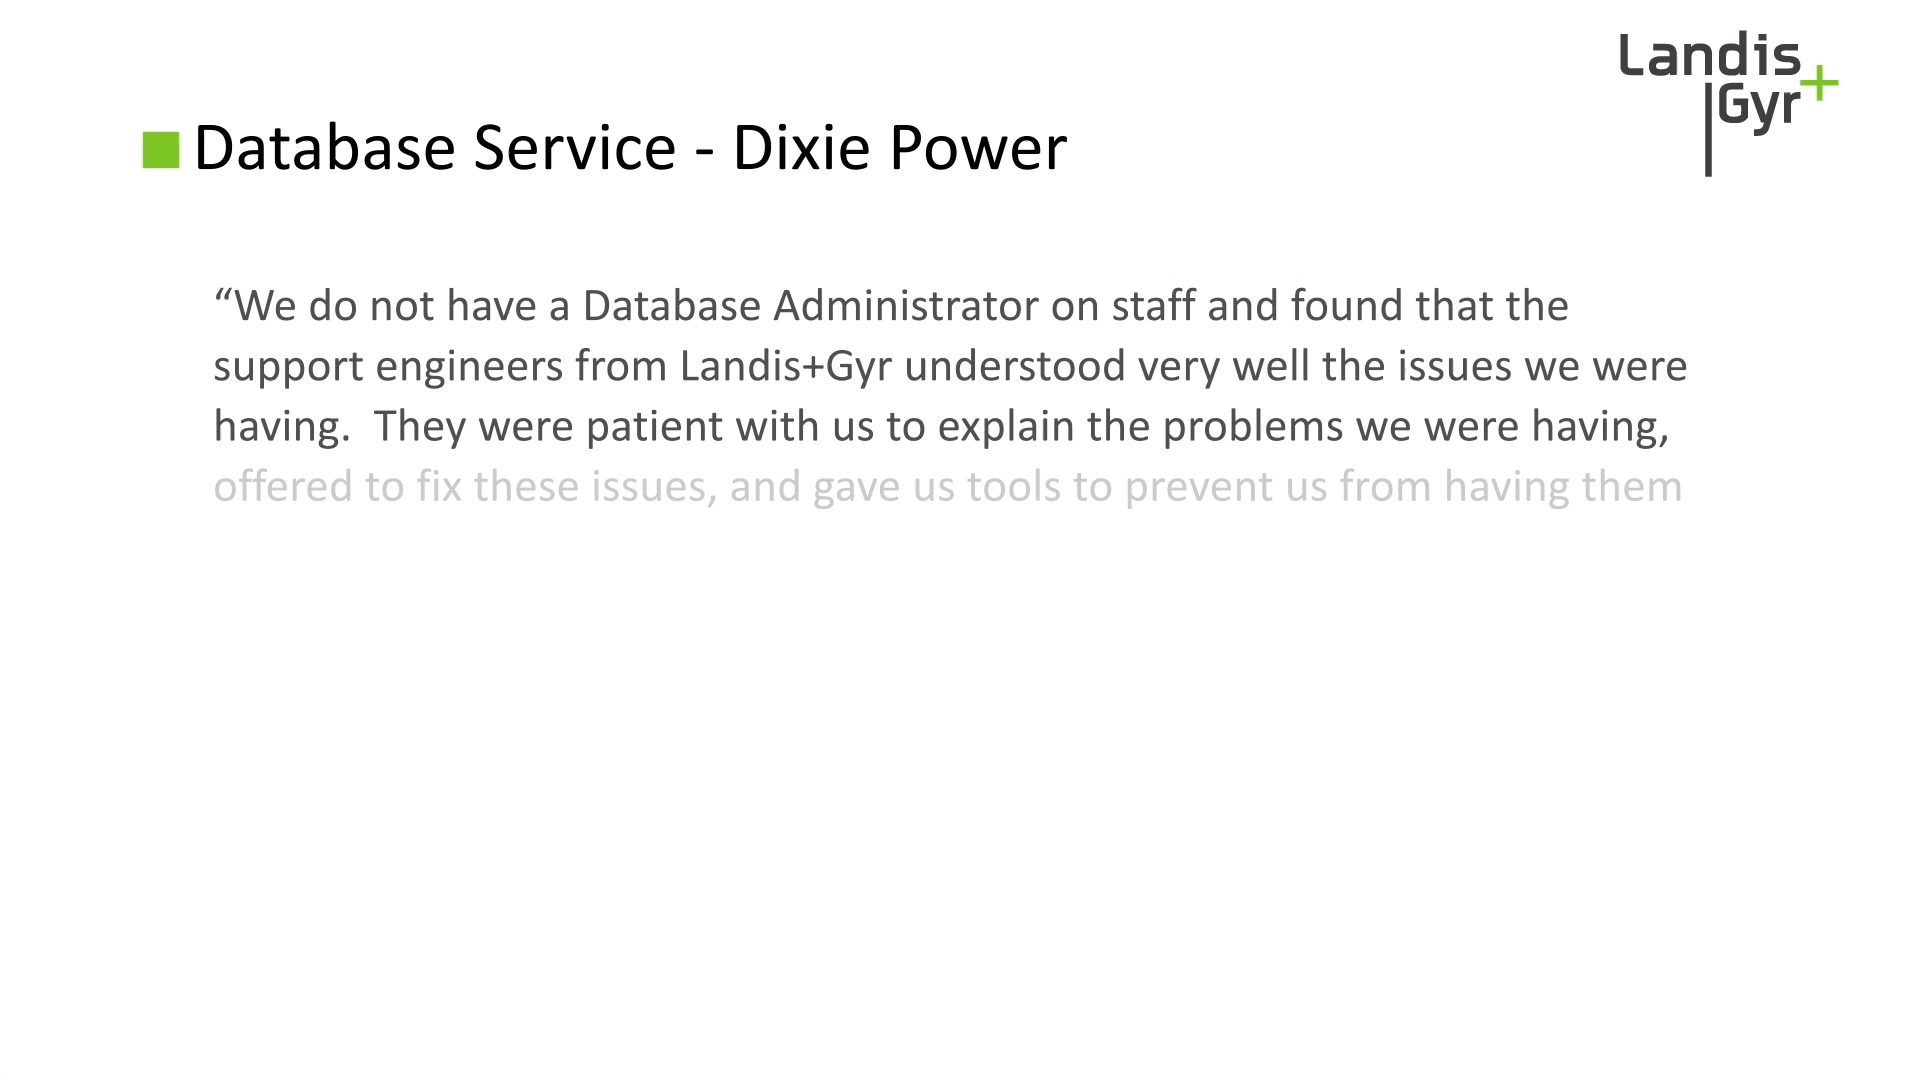 Landis
Gyr+
Database Service - Dixie Power
“We do not have a Database Administrator on staff and found that the
support engineers from Landis+Gyr understood very well the issues we were
having.  They were patient with us to explain the problems we were having,
offered to fix these issues, and gave us tools to prevent us from having them